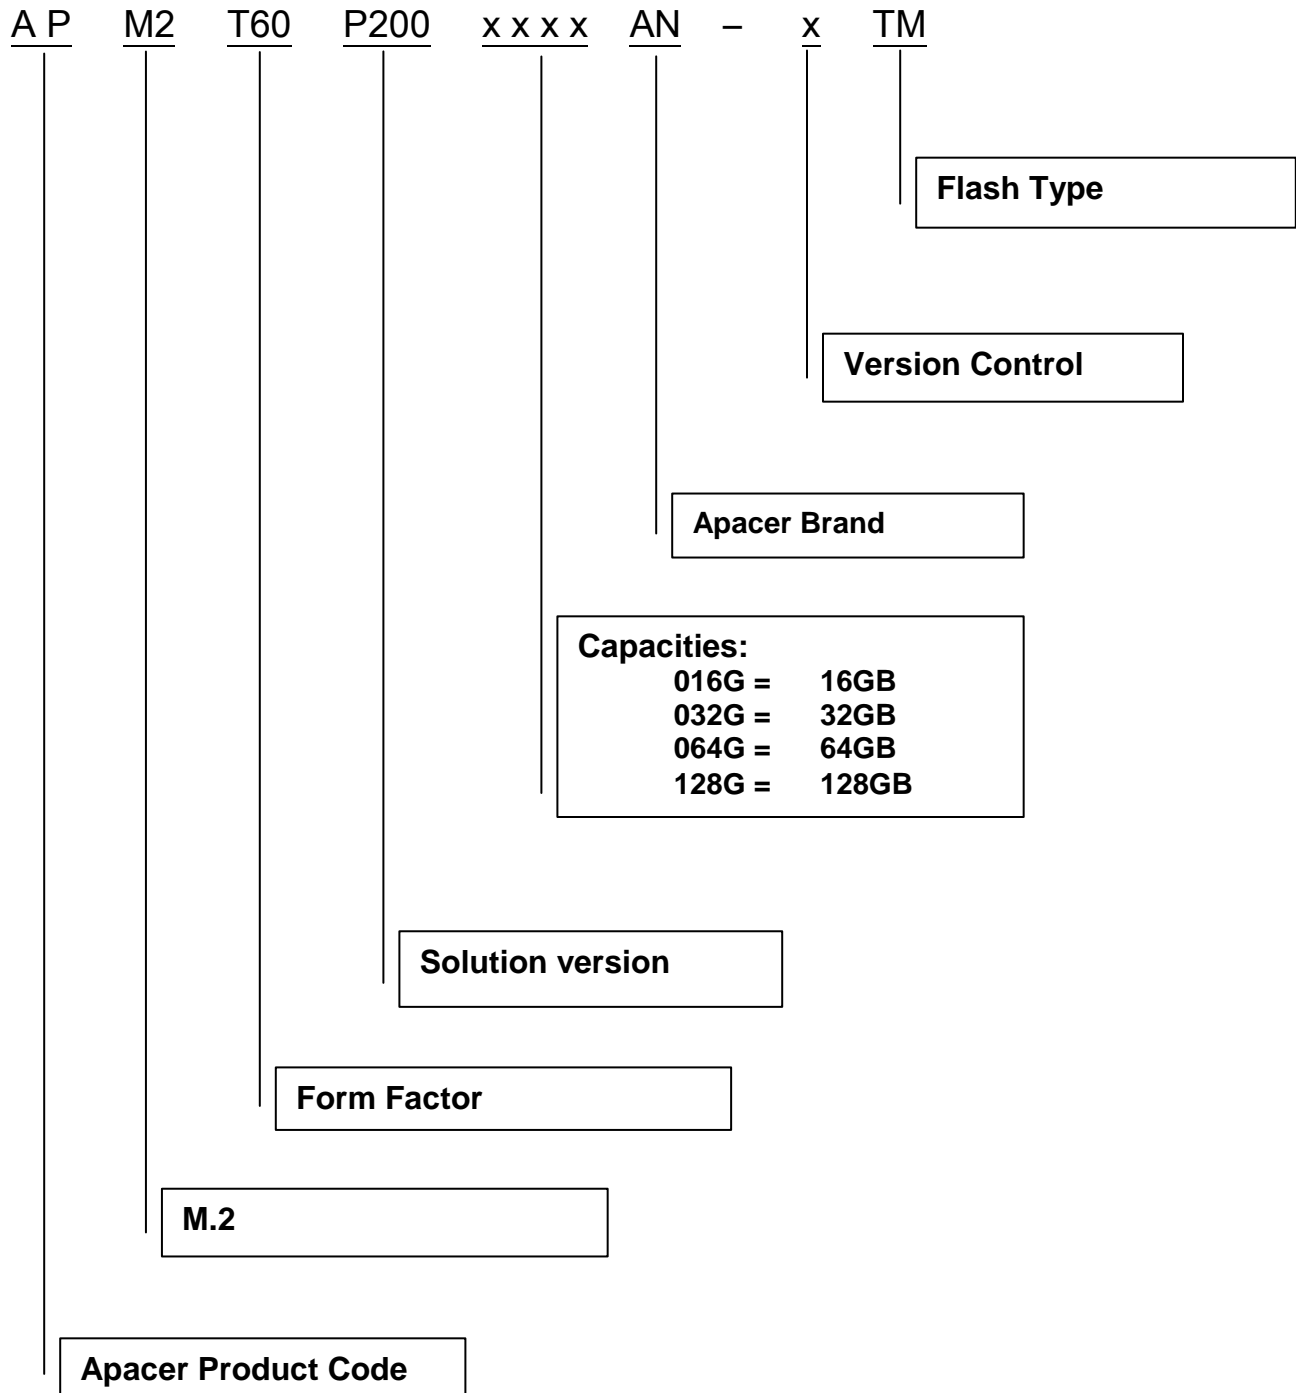 A P M2 T60 P200 x x x x AN – x TM
Flash Type
Version Control
Apacer Brand
Capacities:
016G = 16GB
032G = 32GB
064G = 64GB
128G = 128GB
Solution version
Form Factor
M.2
Apacer Product Code